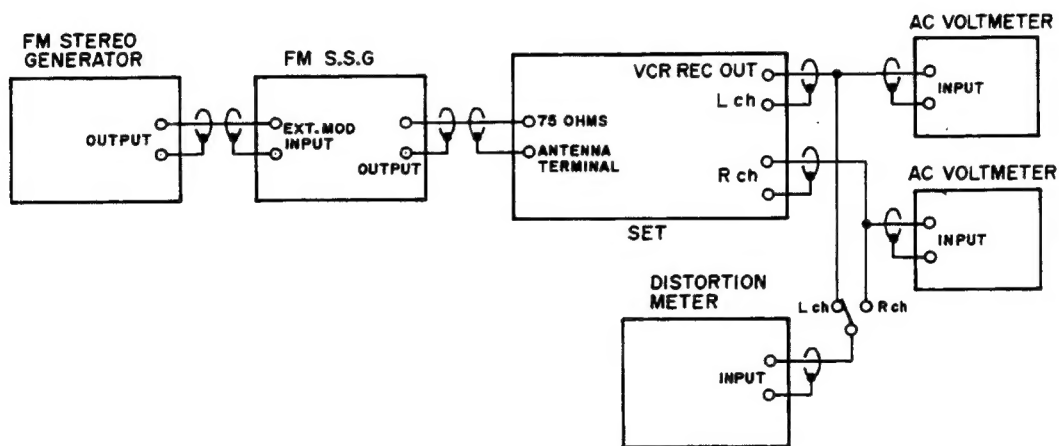 FM STEREO
GENERATOR
OUTPUT
FM S.S.G
EXT.MOD
INPUT
OUTPUT
75 OHMS
ANTENNA
TERMINAL
VCR REC OUT
L ch
R ch
SET
AC VOLTMETER
INPUT
AC VOLTMETER
INPUT
DISTORTION
METER
L ch
R ch
INPUT